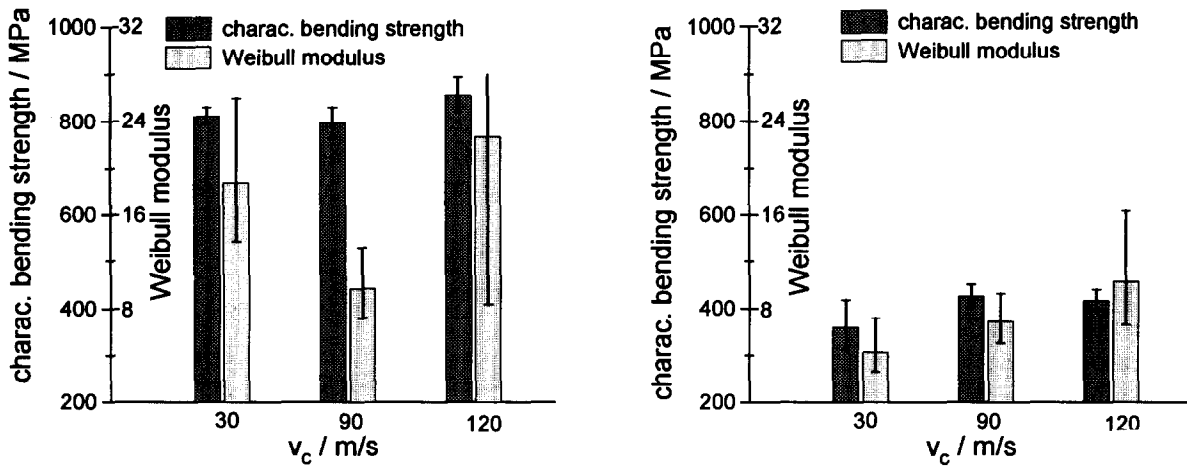 charac. bending strength / MPa
1000
800
600
400
200
32
24
16
8
Weibull modulus
charac. bending strength
Weibull modulus
30
90
120
v_c / m/s
charac. bending strength / MPa
1000
800
600
400
200
32
24
16
8
Weibull modulus
charac. bending strength
Weibull modulus
30
90
120
v_c / m/s